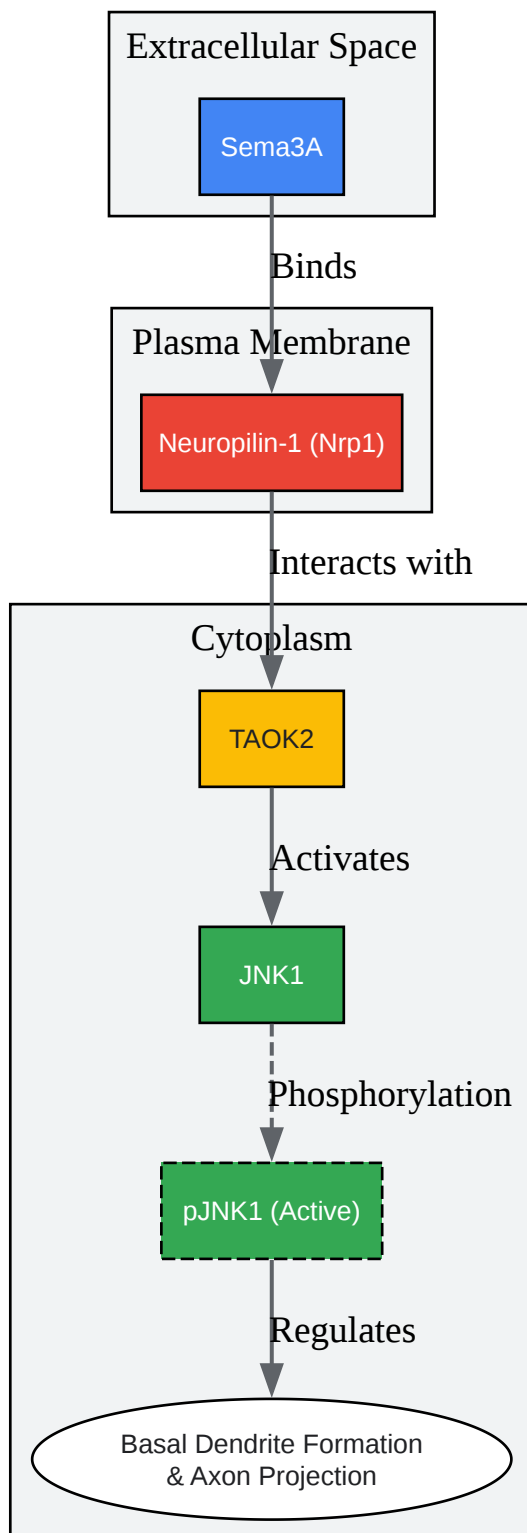 Extracellular Space
Sema3A
Binds
Plasma Membrane
Neuropilin-1 (Nrp1)
Interacts with
Cytoplasm
TAOK2
Activates
JNK1
Phosphorylation
pJNK1 (Active)
Regulates
Basal Dendrite Formation
& Axon Projection